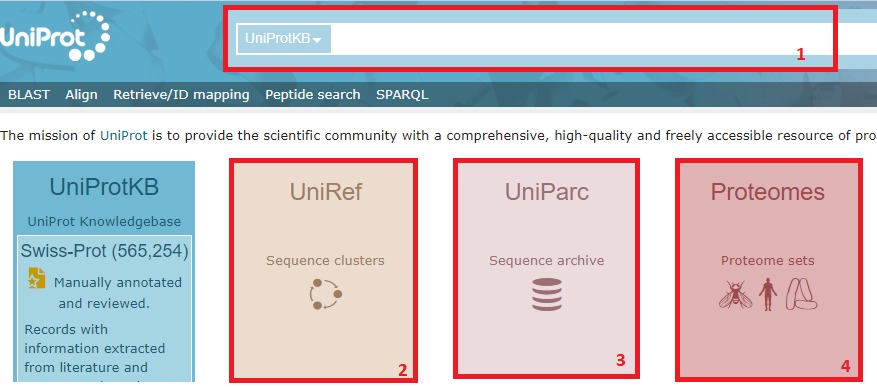 UniProt
UniProtKB
1
BLAST Align Retrieve/ID mapping Peptide search SPARQL
The mission of UniProt is to provide the scientific community with a comprehensive, high-quality and freely accessible resource of pro
UniProtKB
UniProt Knowledgebase
Swiss-Prot (565,254)
Manually annotated
and reviewed.
Records with
information extracted
from literature and
UniRef
Sequence clusters
2
UniParc
Sequence archive
3
Proteomes
Proteome sets
4